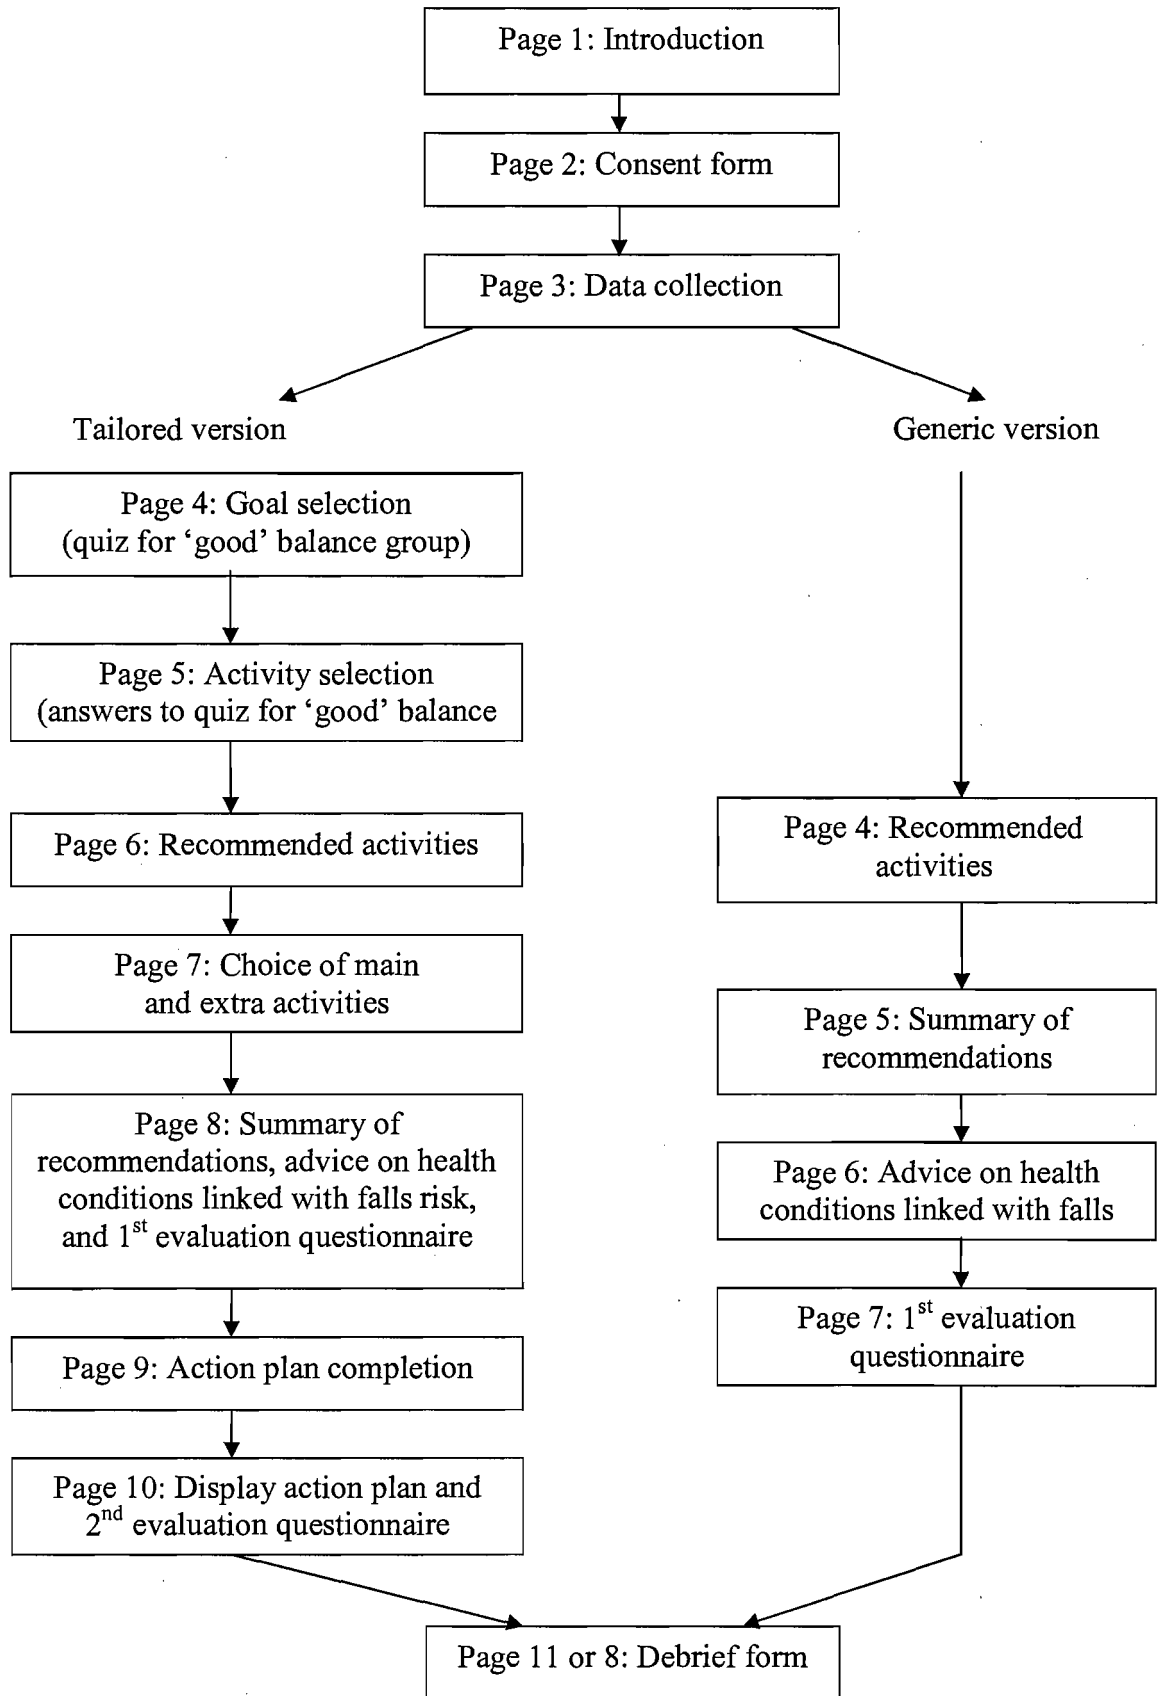 Page 1: Introduction
Page 2: Consent form
Page 3: Data collection
Tailored version
Page 4: Goal selection
(quiz for ‘good’ balance group)
Page 5: Activity selection
(answers to quiz for ‘good’ balance
Page 6: Recommended activities
Page 7: Choice of main
and extra activities
Page 8: Summary of
recommendations, advice on health
conditions linked with falls risk,
and 1st evaluation questionnaire
Page 9: Action plan completion
Page 10: Display action plan and
2nd evaluation questionnaire
Generic version
Page 4: Recommended
activities
Page 5: Summary of
recommendations
Page 6: Advice on health
conditions linked with falls
Page 7: 1st evaluation
questionnaire
Page 11 or 8: Debrief form